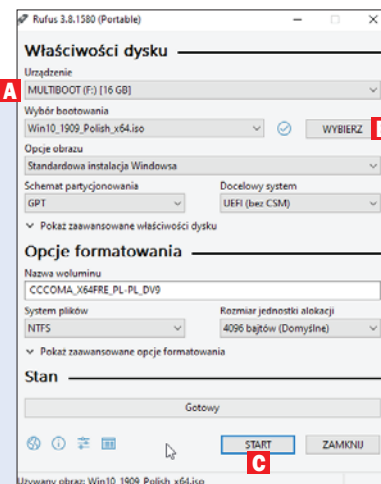 Rufus 3.8.1580 (Portable)
Właściwości dysku
Urządzenie
A
MULTIBOOT (F:) [16 GB]
Wybór bootowania
Win10_1909_Polish_x64.iso
WYBIERZ
Opcje obrazu
Standardowa instalacja Windowsa
Schemat partycjonowania Docelowy system
GPT UEFI (bez CSM)
Pokaż zaawansowane właściwości dysku
Opcje formatowania
Nazwa woluminu
CCCOMA_X64FRE_PL-PL_DV9
System plików Rozmiar jednostki alokacji
NTFS 4096 bajtów (Domyślne)
Pokaż zaawansowane opcje formatowania
Stan
Gotowy
START ZAMKNIJ
C
Używany obraz: Win10_1909_Polish_x64.iso